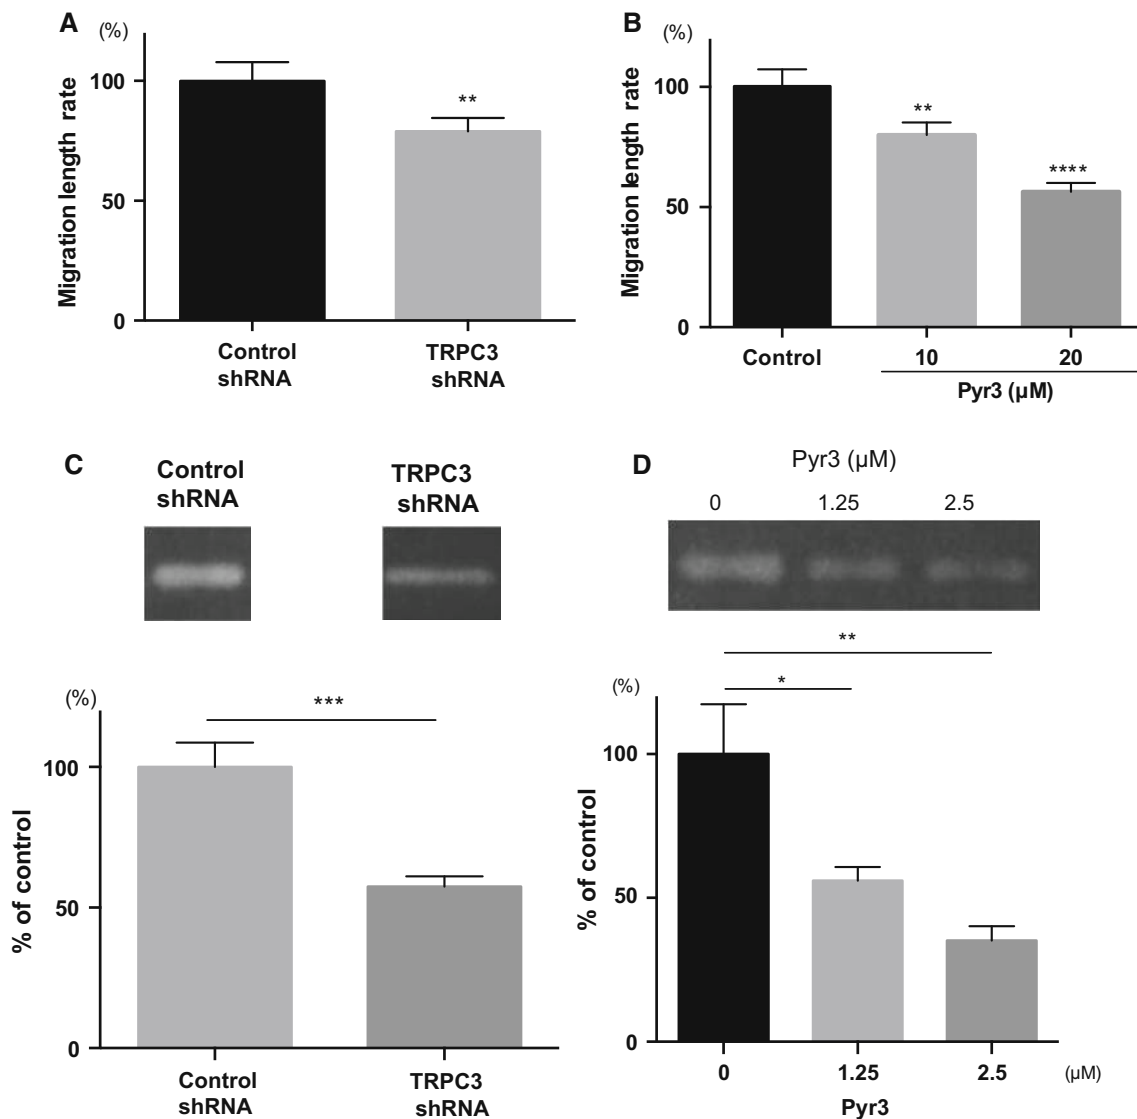 A
(%)
Migration length rate
100
50
0
**
Control
shRNA
TRPC3
shRNA
B
(%)
Migration length rate
100
50
0
**
****
Control
10
20
Pyr3 (µM)
C
Control
shRNA
TRPC3
shRNA
(%)
% of control
100
50
0
***
Control
shRNA
TRPC3
shRNA
D
Pyr3 (µM)
0 1.25 2.5
**
*
(%)
% of control
100
50
0
0 1.25 2.5 (µM)
Pyr3